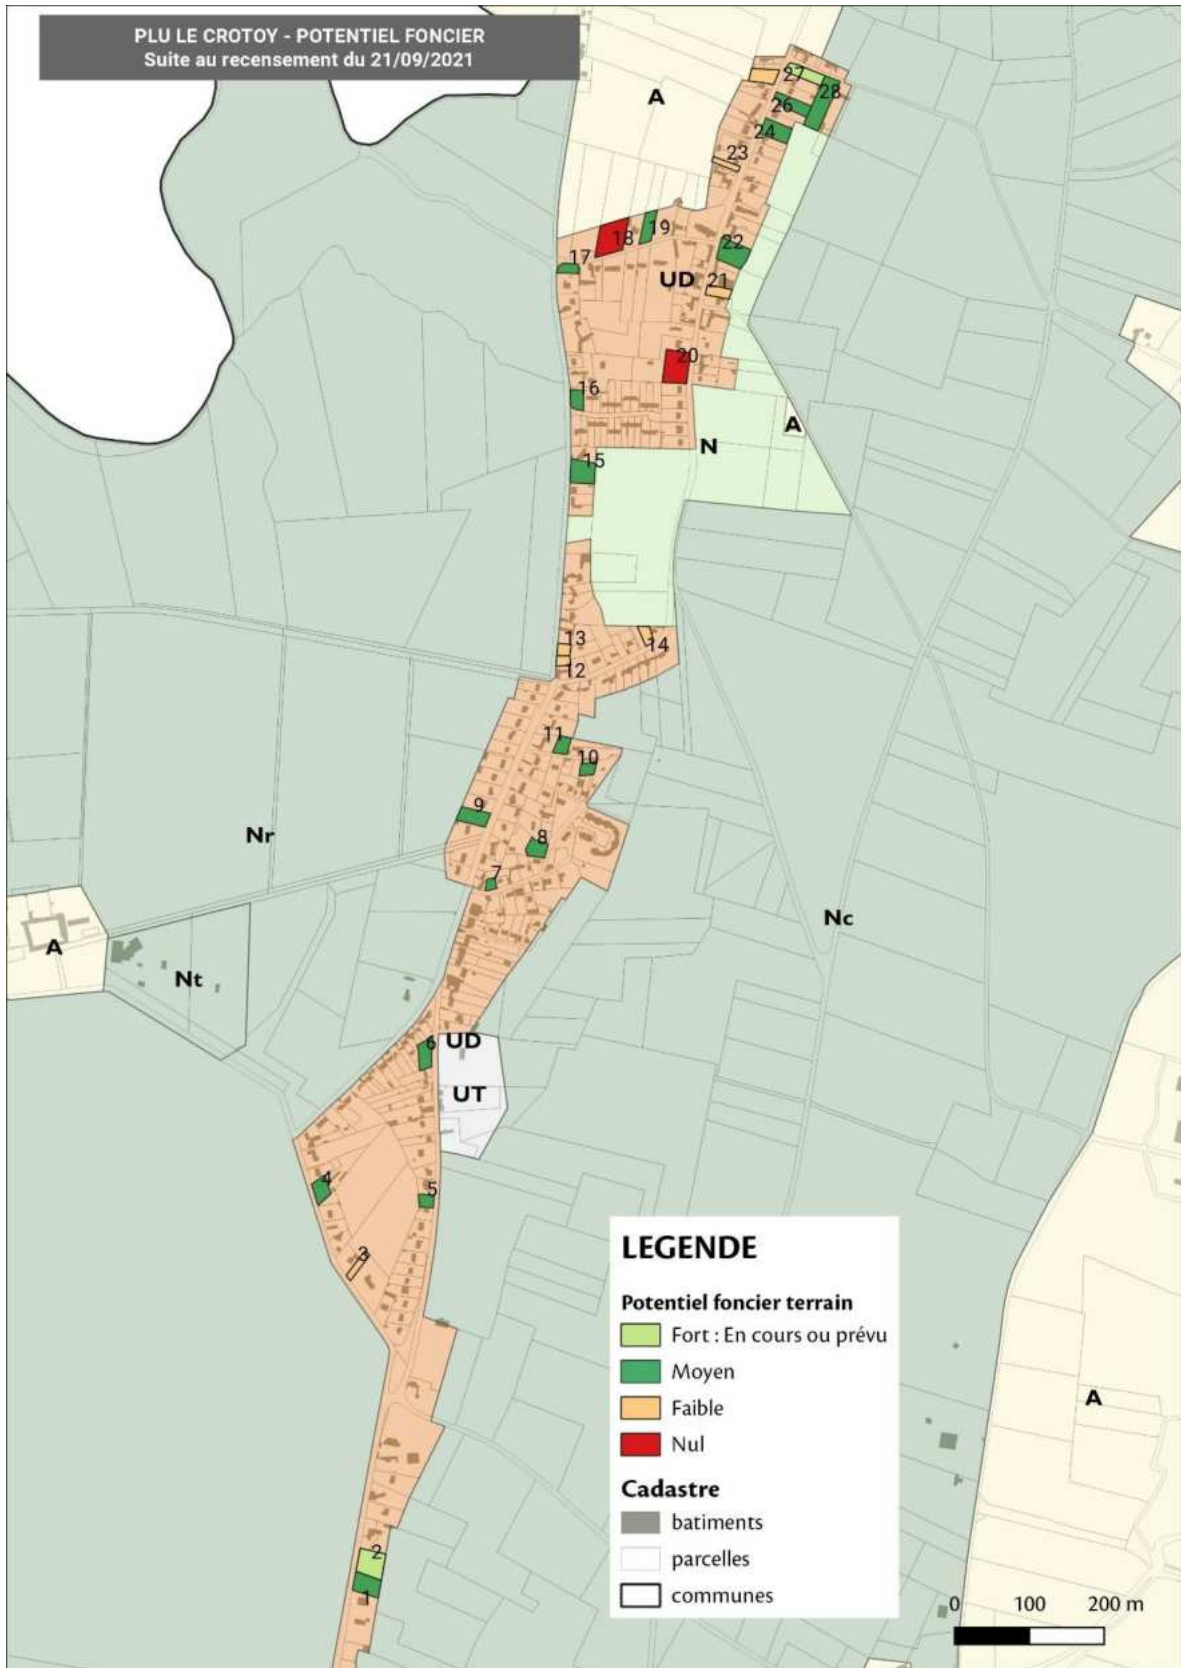 PLU LE CROTOY - POTENTIEL FONCIER
Suite au recensement du 21/09/2021
27
A
28
26
24
23
18
19
22
17
UD
21
20
16
A
N
15
13
14
12
11
10
9
Nr
8
7
Nc
A
Nt
6
UD
UT
4
5
3
LEGENDE
Potentiel foncier terrain
Fort : En cours ou prévu
Moyen
Faible
A
Nul
Cadastre
batiments
2
parcelles
1
communes
0 100 200 m